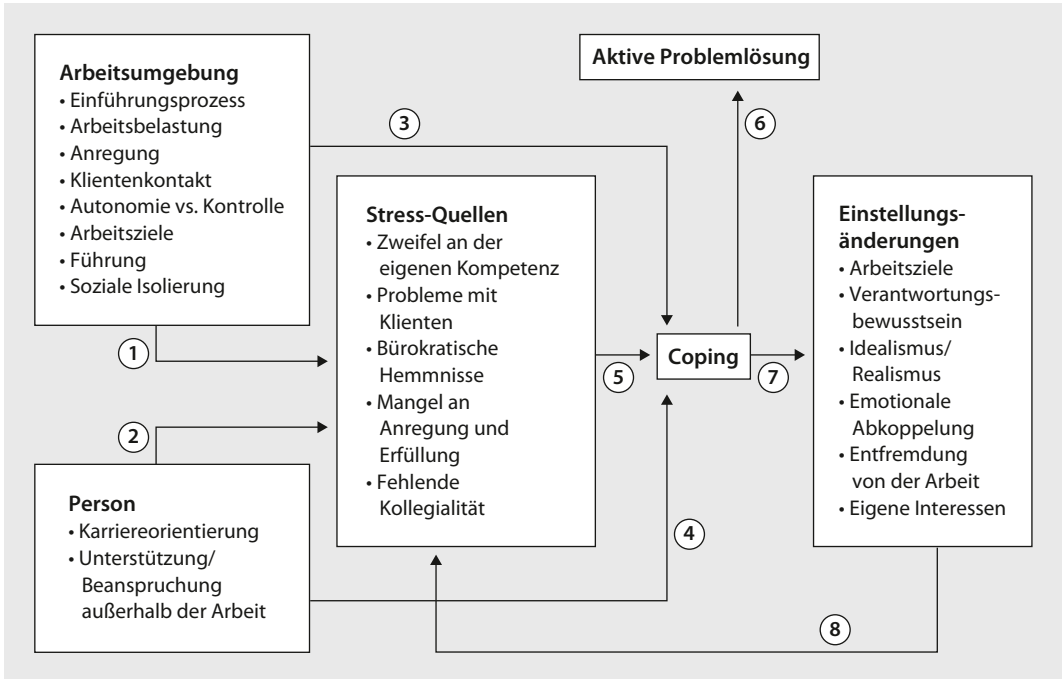 Arbeitsumgebung
• Einführungsprozess
• Arbeitsbelastung
• Anregung
• Klientenkontakt
• Autonomie vs. Kontrolle
• Arbeitsziele
• Führung
• Soziale Isolierung
1
2
Person
• Karriereorientierung
• Unterstützung/
Beanspruchung
außerhalb der Arbeit
3
Stress-Quellen
• Zweifel an der
eigenen Kompetenz
• Probleme mit
Klienten
• Bürokratische
Hemmnisse
• Mangel an
Anregung und
Erfüllung
• Fehlende
Kollegialität
4
5
Coping
Aktive Problemlösung
6
7
Einstellungs-
änderungen
• Arbeitsziele
• Verantwortungs-
bewusstsein
• Idealismus/
Realismus
• Emotionale
Abkoppelung
• Entfremdung
von der Arbeit
• Eigene Interessen
8